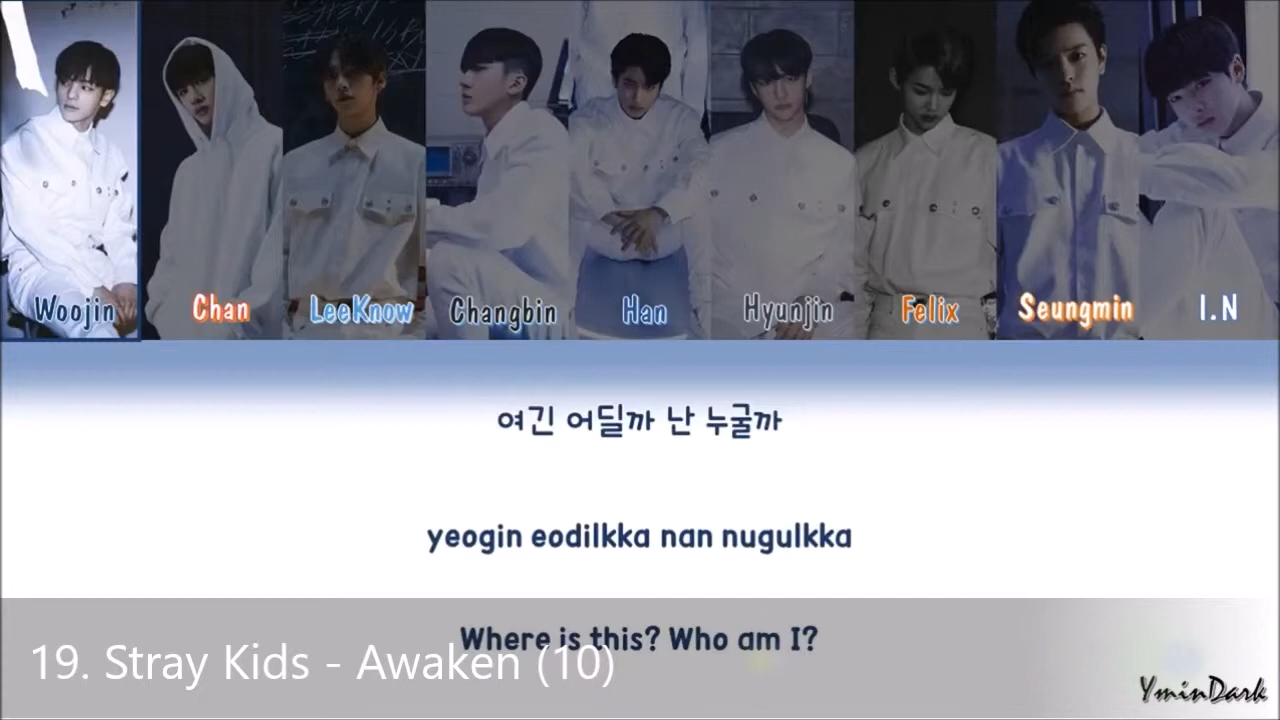 Woojin
Chan
LeeKnow
Changbin
Han
Hyunjin
Felix
Seungmin
I.N
여긴 어딜까 난 누굴까
yeogin eodilkka nan nugulkka
Where is this? Who am I?
19. Stray Kids - Awaken (10)
YminDark